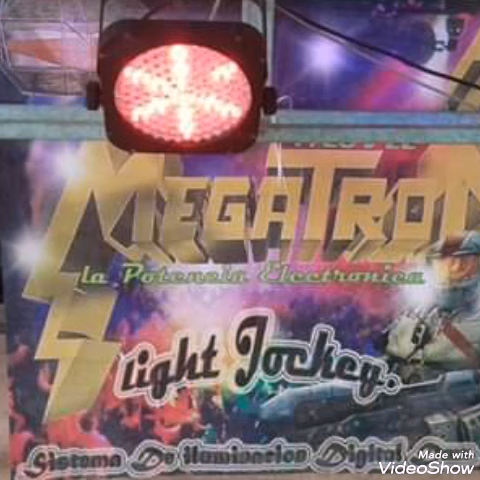 MEGATRON
la Potencia Electronica
light Jockey.
Sistema De Iluminacion Digital
Made with
VideoShow